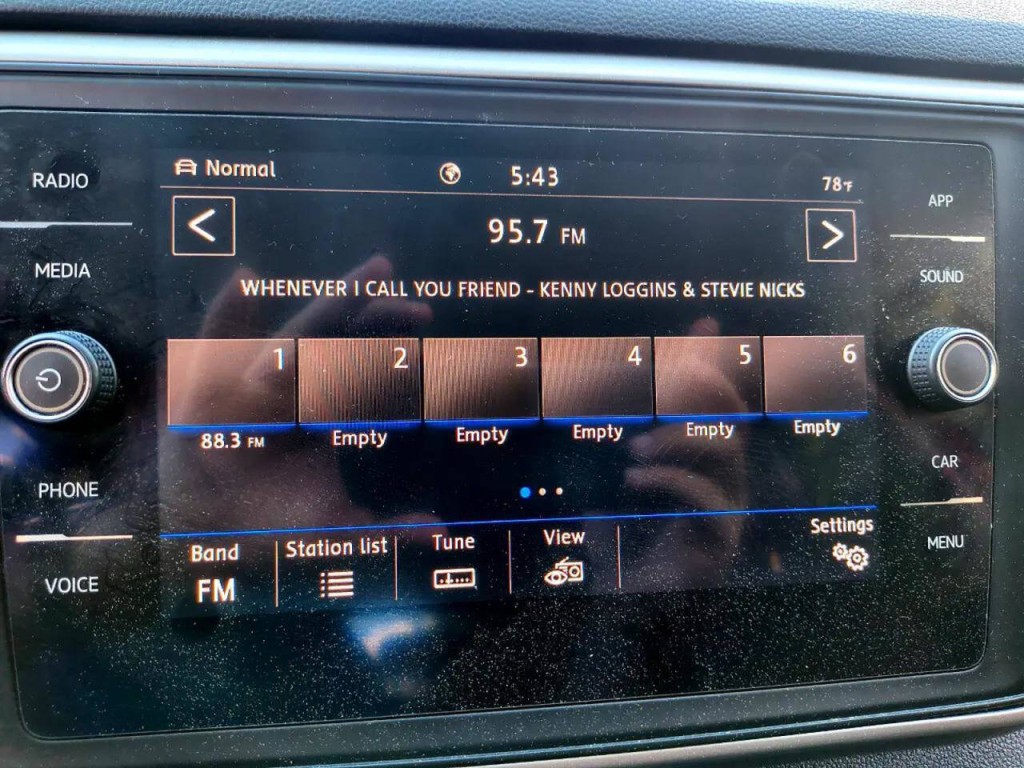 RADIO
MEDIA
PHONE
VOICE
Normal
5:43
78°F
<
95.7 FM
>
WHENEVER I CALL YOU FRIEND - KENNY LOGGINS & STEVIE NICKS
1 2 3 4 5 6
88.3 FM Empty Empty Empty Empty Empty
Band
FM
Station list
Tune
View
Settings
APP
SOUND
CAR
MENU